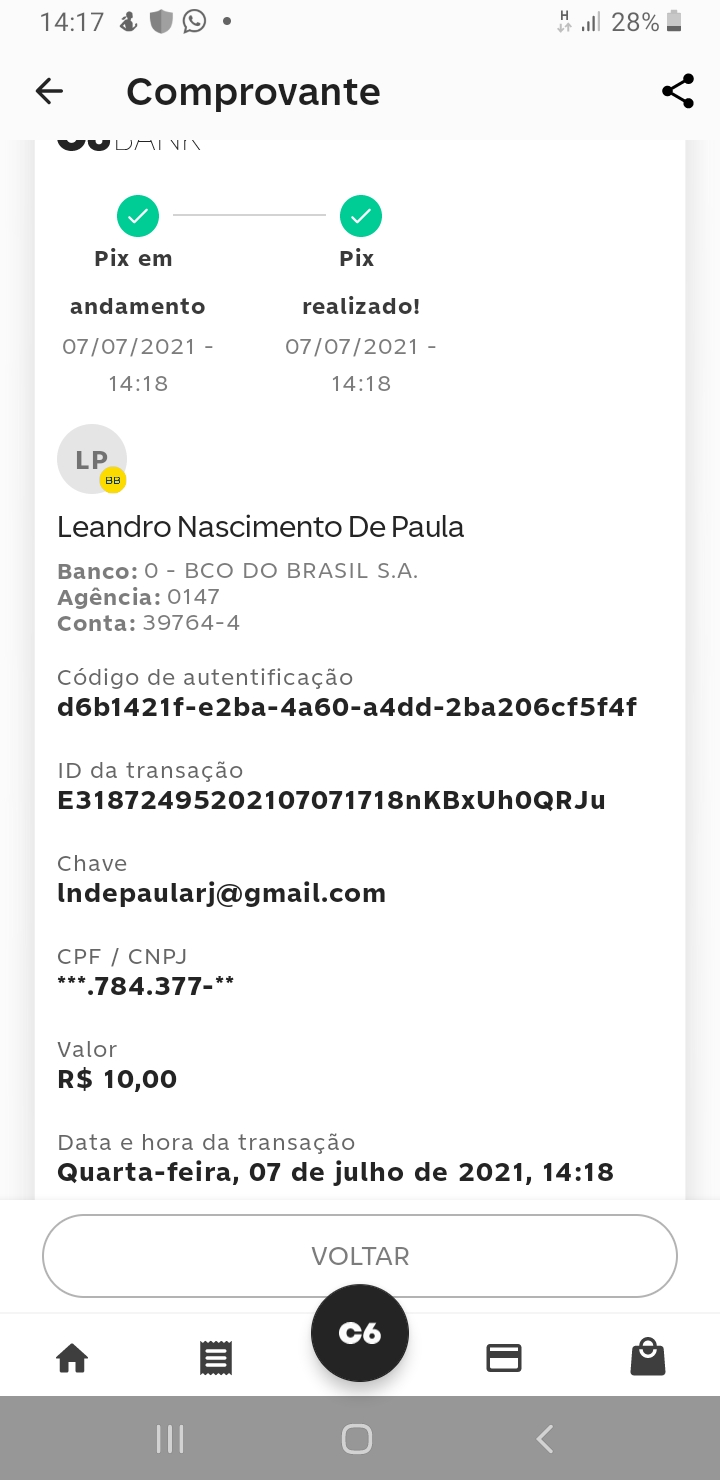 14:17
H
28%
Comprovante
BANK
Pix em
andamento
07/07/2021 -
14:18
Pix
realizado!
07/07/2021 -
14:18
LP
BB
Leandro Nascimento De Paula
Banco: 0 - BCO DO BRASIL S.A.
Agência: 0147
Conta: 39764-4
Código de autentificação
d6b1421f-e2ba-4a60-a4dd-2ba206cf5f4f
ID da transação
E31872495202107071718nKBxUh0QRJu
Chave
lndepaularj@gmail.com
CPF / CNPJ
***.784.377-**
Valor
R$ 10,00
Data e hora da transação
Quarta-feira, 07 de julho de 2021, 14:18
VOLTAR
C6